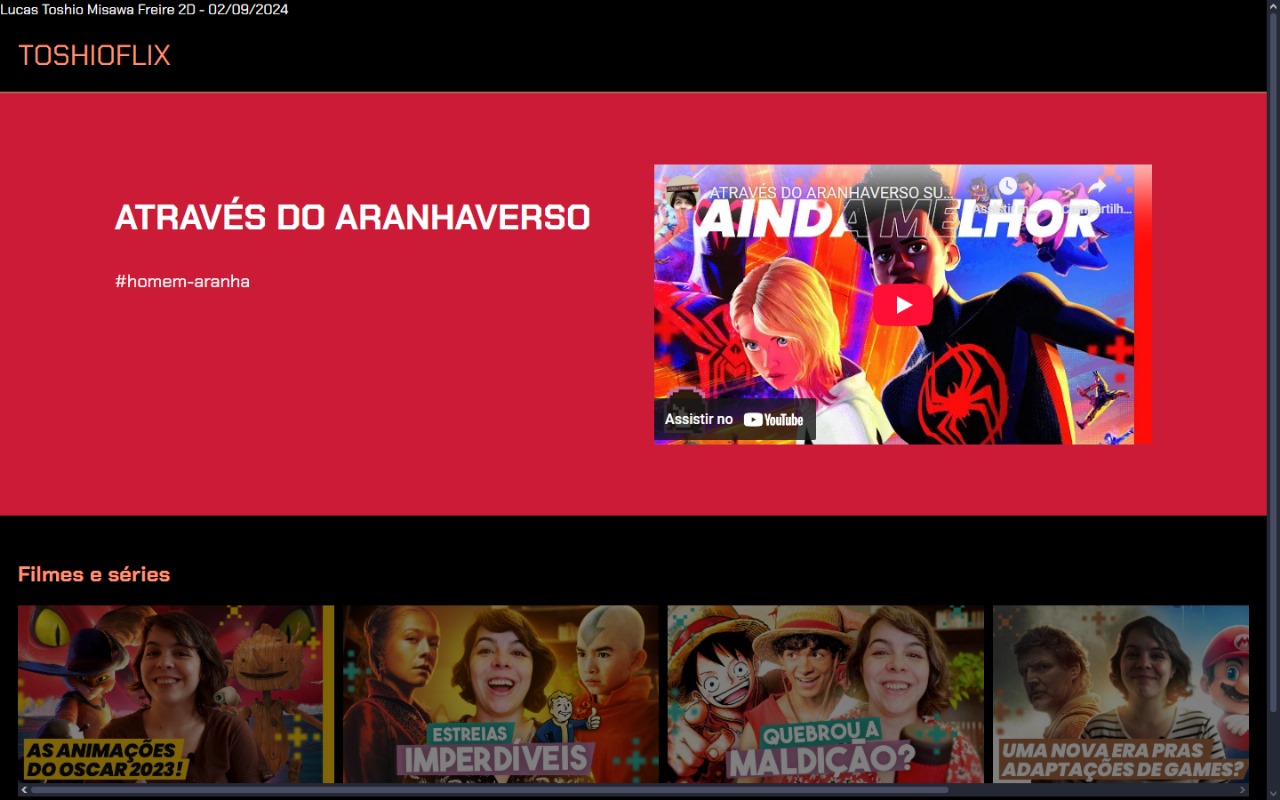 Lucas Toshio Misawa Freire 2D - 02/09/2024
TOSHIOFLIX
ATRAVÉS DO ARANHAVERSO
#homem-aranha
ATRAVÉS DO ARANHAVERSO SU...
AINDA MELHOR
Assistir no YouTube
Filmes e séries
AS ANIMAÇÕES
DO OSCAR 2023!
ESTREIAS
IMPERDÍVEIS
QUEBROU A
MALDIÇÃO?
UMA NOVA ERA PRAS
ADAPTAÇÕES DE GAMES?